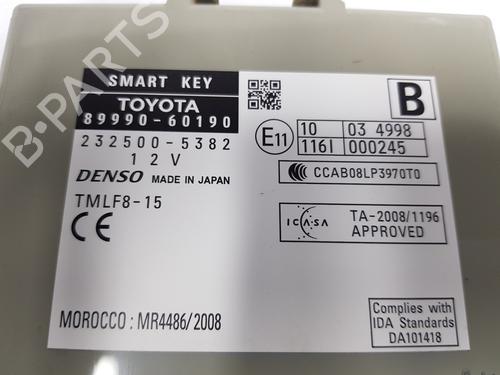 B-PARTS
SMART KEY
TOYOTA
89990-60190
232500-5382
12V
DENSO MADE IN JAPAN
TMLF8-15
CE
MOROCCO : MR4486/2008
B
E11
10 03 4998
116I 000245
CCAB08LP3970T0
ICASA
TA-2008/1196
APPROVED
Complies with
IDA Standards
DA101418